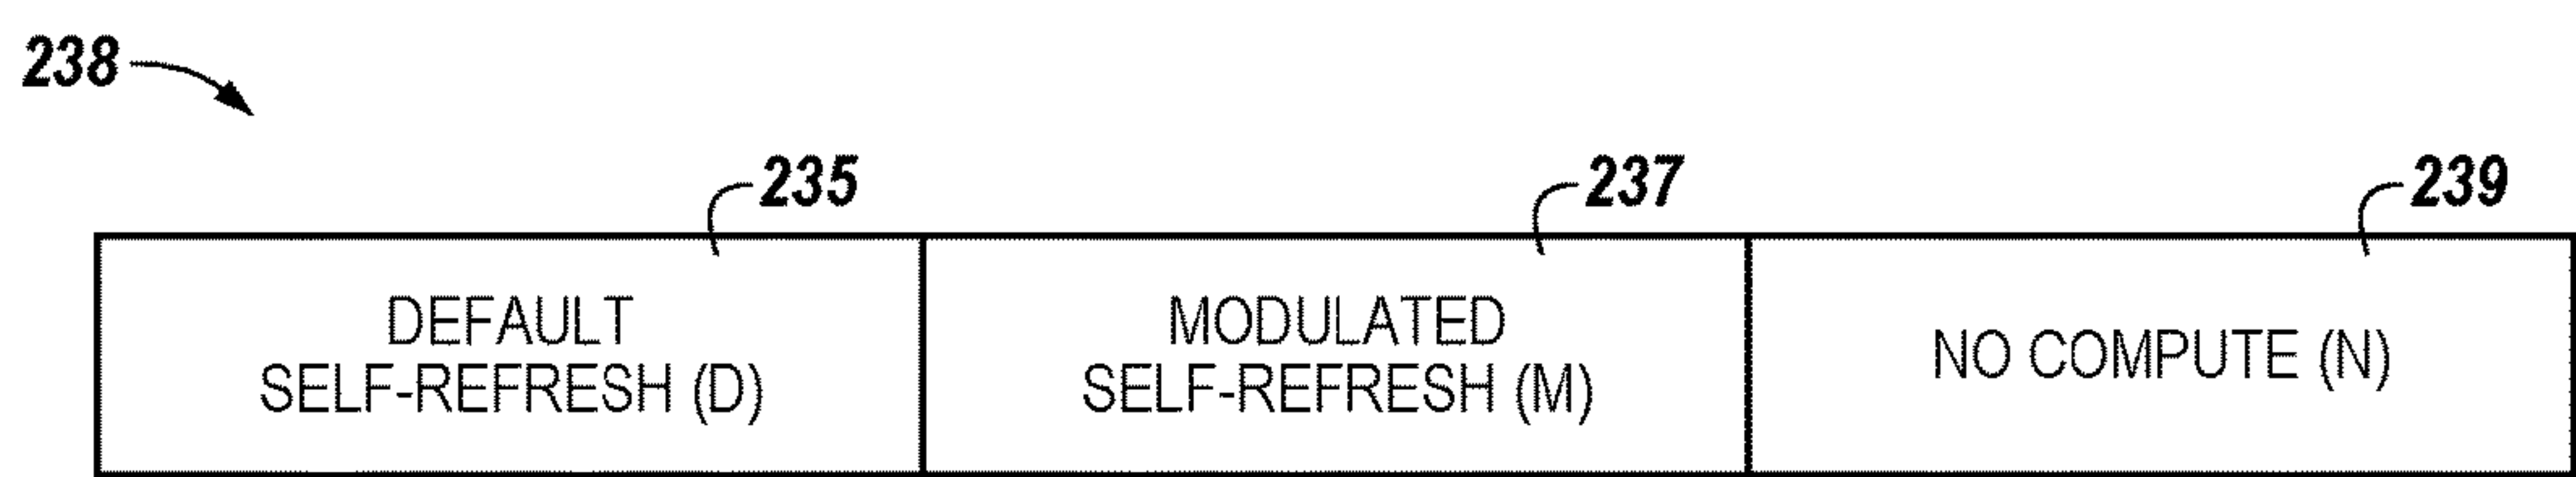 238
235
237
239
DEFAULT
SELF-REFRESH (D)
MODULATED
SELF-REFRESH (M)
NO COMPUTE (N)